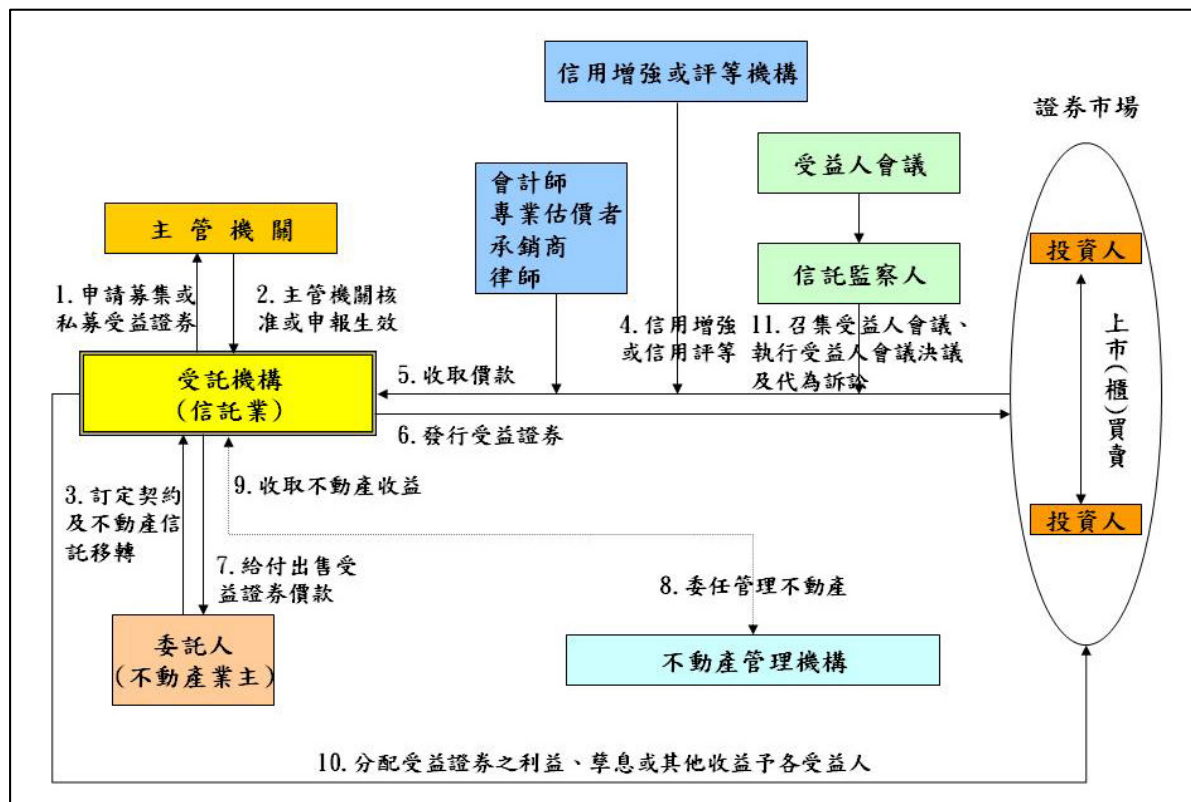 信用增強或評等機構
證券市場
受益人會議
會計師
專業估價者
承銷商
律師
主管機關
信託監察人
投資人
1.申請募集或
私募受益證券
2.主管機關核
准或申報生效
4.信用增強
或信用評等
11.召集受益人會議、
執行受益人會議決議
及代為訴訟
上市(櫃)買賣
受託機構
(信託業)
5.收取價款
6.發行受益證券
3.訂定契約
及不動產信
託移轉
9.收取不動產收益
投資人
7.給付出售受
益證券價款
8.委任管理不動產
委託人
(不動產業主)
不動產管理機構
10.分配受益證券之利益、孳息或其他收益予各受益人